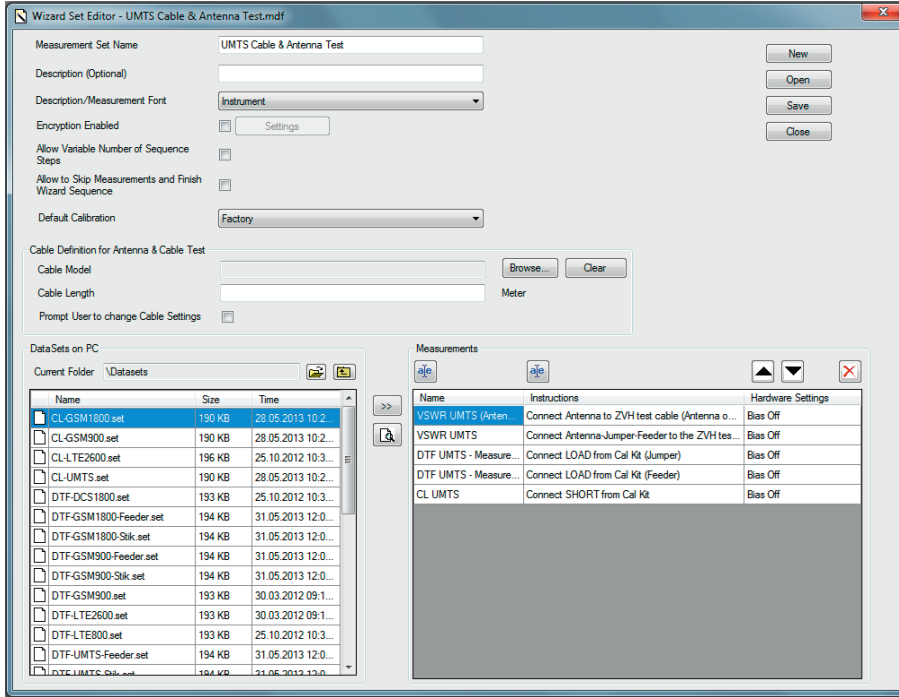 Wizard Set Editor - UMTS Cable & Antenna Test.mdf
Measurement Set Name UMTS Cable & Antenna Test
New
Description (Optional)
Open
Description/Measurement Font Instrument
Save
Encryption Enabled Settings
Close
Allow Variable Number of Sequence
Steps
Allow to Skip Measurements and Finish
Wizard Sequence
Default Calibration Factory
Cable Definition for Antenna & Cable Test
Cable Model Browse... Clear
Cable Length Meter
Prompt User to change Cable Settings
DataSets on PC
Current Folder \Datasets
Name Size Time
CL-GSM1800.set 190 KB 28.05.2013 10:2...
CL-GSM900.set 190 KB 28.05.2013 10:2...
CL-LTE2600.set 196 KB 25.10.2012 10:3...
CL-UMTS.set 190 KB 28.05.2013 10:2...
DTF-DCS1800.set 193 KB 25.10.2012 10:3...
DTF-GSM1800-Feeder.set 194 KB 31.05.2013 12:0...
DTF-GSM1800-Stik.set 194 KB 31.05.2013 12:0...
DTF-GSM900-Feeder.set 194 KB 31.05.2013 12:0...
DTF-GSM900-Stik.set 194 KB 31.05.2013 12:0...
DTF-GSM900.set 193 KB 30.03.2012 09:1...
DTF-LTE2600.set 193 KB 30.03.2012 09:1...
DTF-LTE800.set 193 KB 25.10.2012 10:3...
DTF-UMTS-Feeder.set 194 KB 31.05.2013 12:0...
DTF-UMTS-Stik.set 194 KB 31.05.2013 12:0...
>>
Measurements
a|e a|e
Name Instructions Hardware Settings
VSWR UMTS (Anten... Connect Antenna to ZVH test cable (Antenna o... Bias Off
VSWR UMTS Connect Antenna-Jumper-Feeder to the ZVH tes... Bias Off
DTF UMTS - Measure... Connect LOAD from Cal Kit (Jumper) Bias Off
DTF UMTS - Measure... Connect LOAD from Cal Kit (Feeder) Bias Off
CL UMTS Connect SHORT from Cal Kit Bias Off